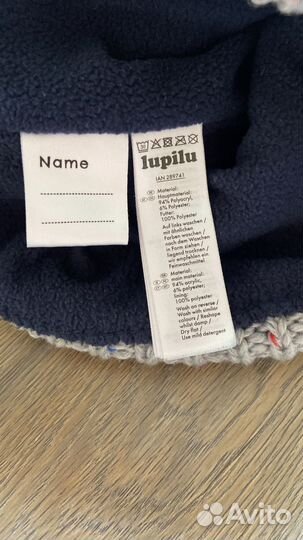 Name
lupilu
IAN 289741
Material:
Hauptmaterial:
94% Polyacryl,
6% Polyester;
Futter:
100% Polyester
Auf links waschen /
mit ähnlichen
Farben waschen /
nach dem Waschen
in Form ziehen /
liegend trocknen /
wir empfehlen ein
Feinwaschmittel
Material:
main material:
94% acrylic,
6% polyester;
lining:
100% polyester
Wash on reverse /
Wash with similar
colours / Reshape
whilst damp /
Dry flat /
Use mild detergent
Avito